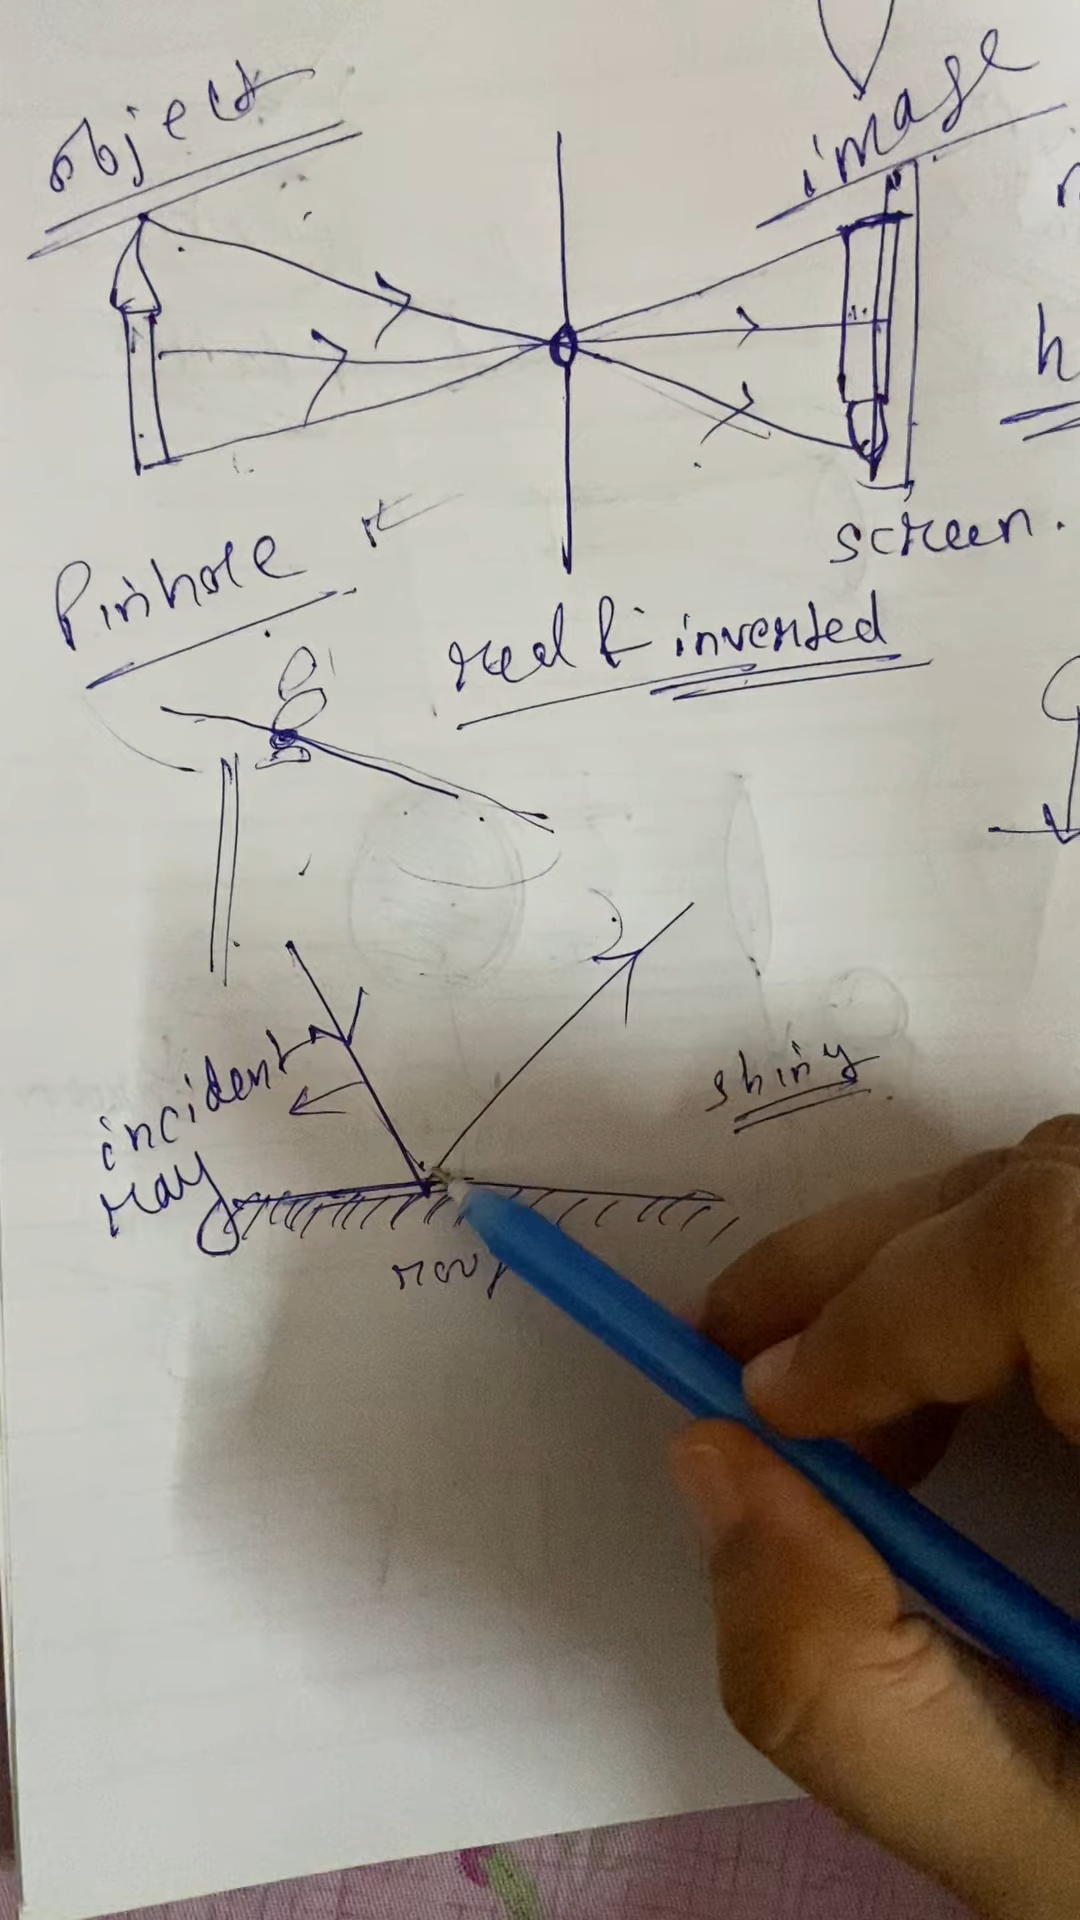 object
image
h
screen.
Pinhole
real & inverted
incident
ray
shiny